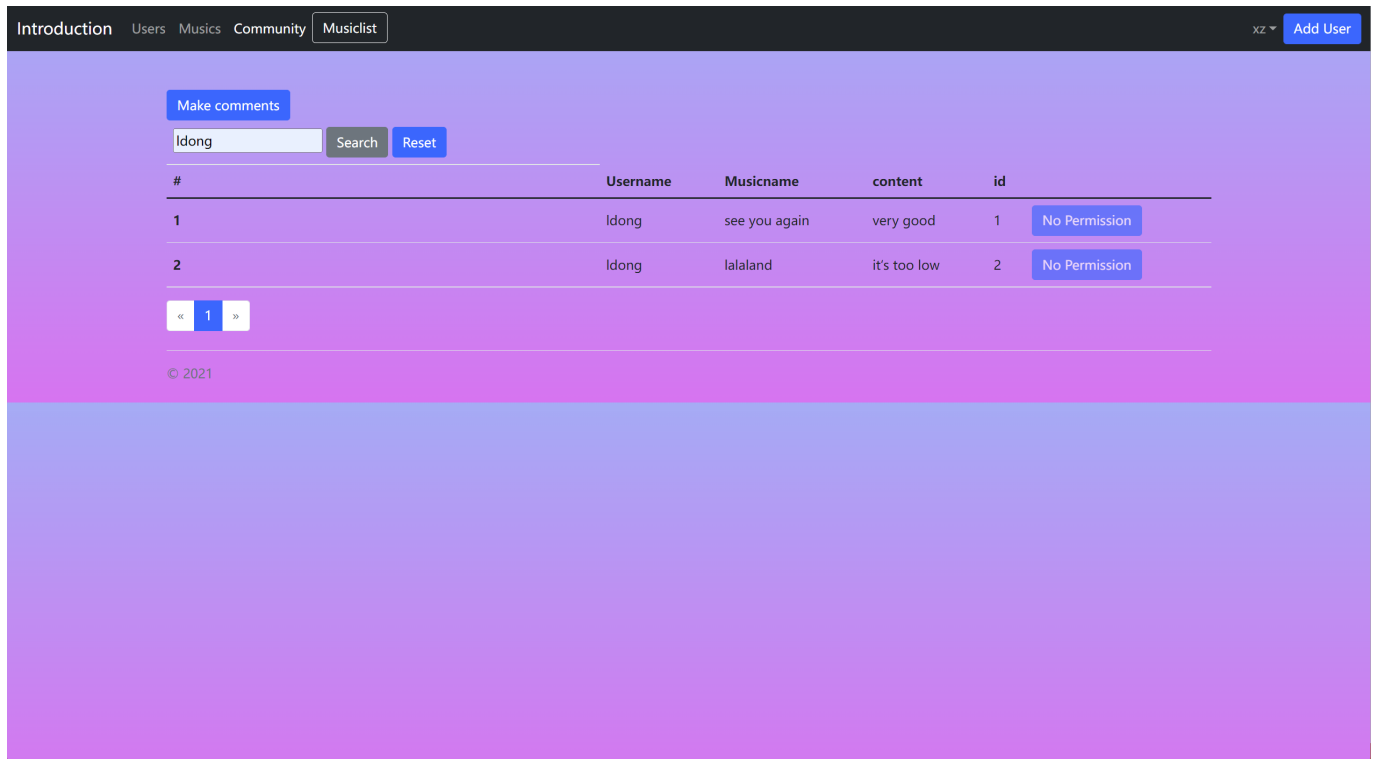 Introduction Users Musics Community Musiclist xz Add User
Make comments
ldong Search Reset
# Username Musicname content id
1 ldong see you again very good 1 No Permission
2 ldong lalaland it's too low 2 No Permission
« 1 »
© 2021